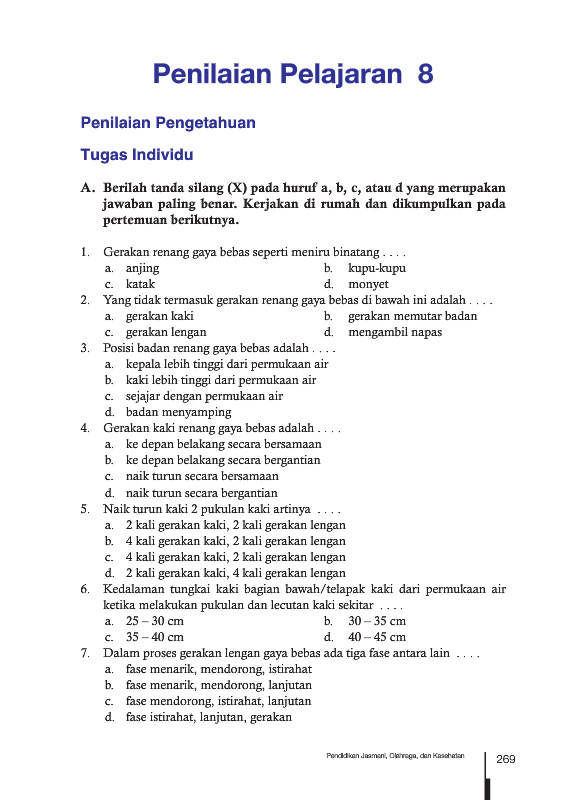 Penilaian Pelajaran 8
Penilaian Pengetahuan
Tugas Individu
A. Berilah tanda silang (X) pada huruf a, b, c, atau d yang merupakan
jawaban paling benar. Kerjakan di rumah dan dikumpulkan pada
pertemuan berikutnya.
1. Gerakan renang gaya bebas seperti meniru binatang . . . .
a. anjing b. kupu-kupu
c. katak d. monyet
2. Yang tidak termasuk gerakan renang gaya bebas di bawah ini adalah . . . .
a. gerakan kaki b. gerakan memutar badan
c. gerakan lengan d. mengambil napas
3. Posisi badan renang gaya bebas adalah . . . .
a. kepala lebih tinggi dari permukaan air
b. kaki lebih tinggi dari permukaan air
c. sejajar dengan permukaan air
d. badan menyamping
4. Gerakan kaki renang gaya bebas adalah . . . .
a. ke depan belakang secara bersamaan
b. ke depan belakang secara bergantian
c. naik turun secara bersamaan
d. naik turun secara bergantian
5. Naik turun kaki 2 pukulan kaki artinya . . . .
a. 2 kali gerakan kaki, 2 kali gerakan lengan
b. 4 kali gerakan kaki, 2 kali gerakan lengan
c. 4 kali gerakan kaki, 2 kali gerakan lengan
d. 2 kali gerakan kaki, 4 kali gerakan lengan
6. Kedalaman tungkai kaki bagian bawah/telapak kaki dari permukaan air
ketika melakukan pukulan dan lecutan kaki sekitar . . . .
a. 25 – 30 cm b. 30 – 35 cm
c. 35 – 40 cm d. 40 – 45 cm
7. Dalam proses gerakan lengan gaya bebas ada tiga fase antara lain . . . .
a. fase menarik, mendorong, istirahat
b. fase menarik, mendorong, lanjutan
c. fase mendorong, istirahat, lanjutan
d. fase istirahat, lanjutan, gerakan
Pendidikan Jasmani, Olahraga, dan Kesehatan 269